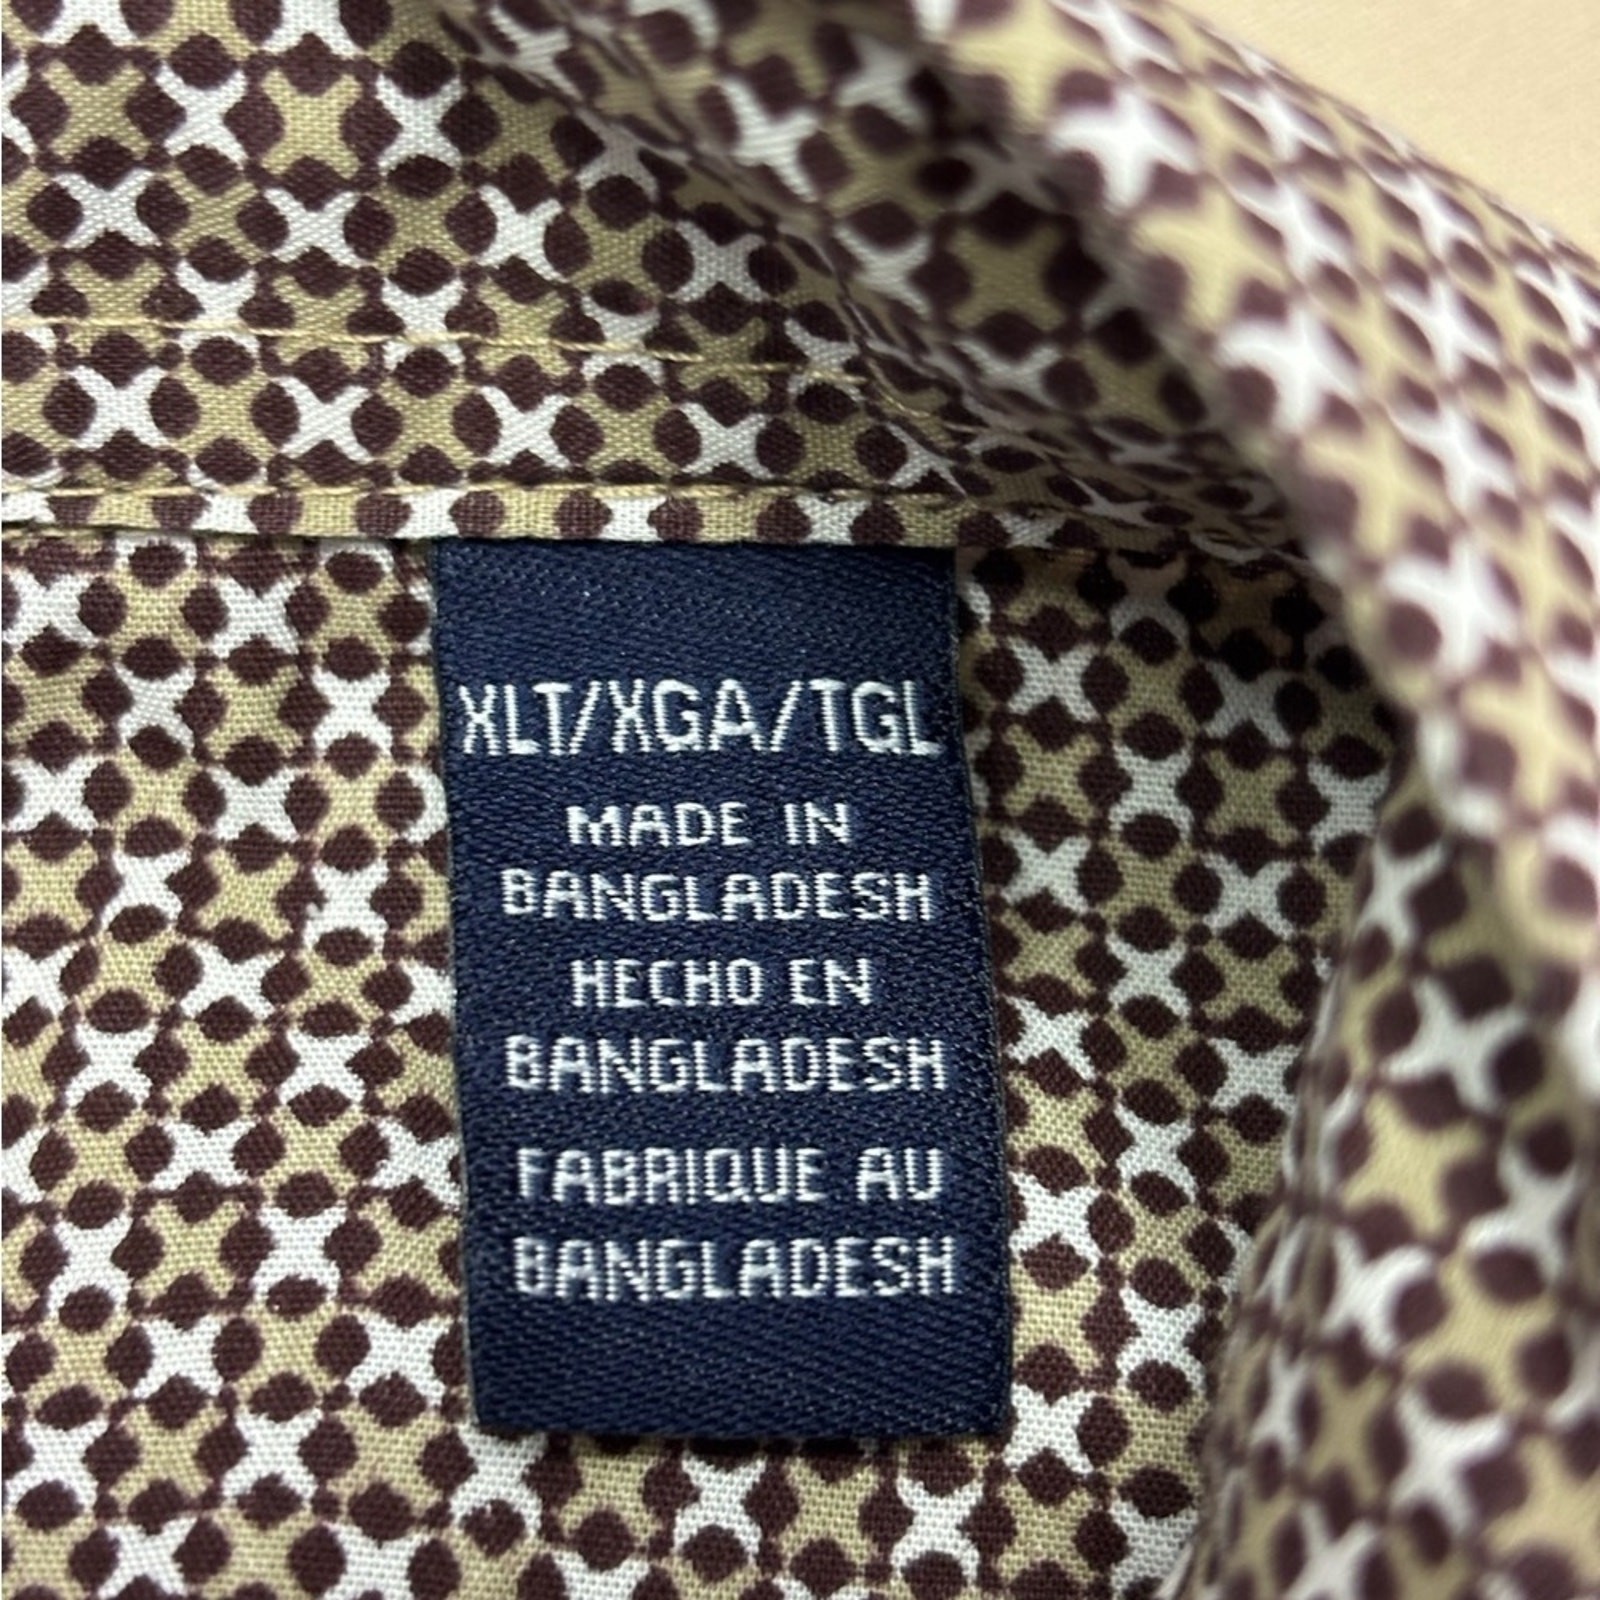 XLT/XGA/TGL
MADE IN
BANGLADESH
HECHO EN
BANGLADESH
FABRIQUE AU
BANGLADESH